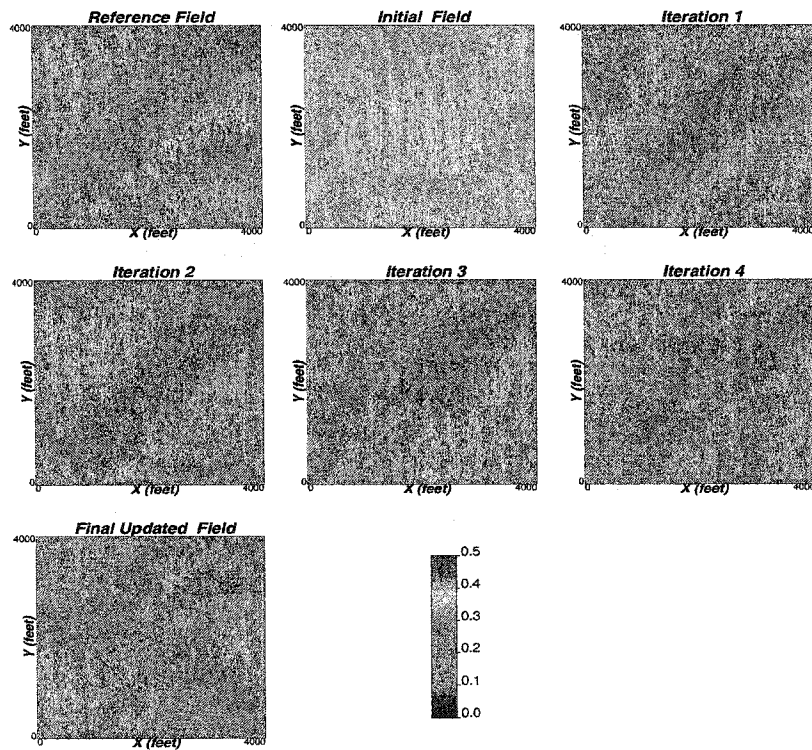 Reference Field
4000
Y (feet)
0
0
X (feet)
4000
Initial Field
4000
Y (feet)
0
0
X (feet)
4000
Iteration 1
4000
Y (feet)
0
0
X (feet)
4000
Iteration 2
4000
Y (feet)
0
0
X (feet)
4000
Iteration 3
4000
Y (feet)
0
0
X (feet)
4000
Iteration 4
4000
Y (feet)
0
0
X (feet)
4000
Final Updated Field
4000
Y (feet)
0
0
X (feet)
4000
0.5
0.4
0.3
0.2
0.1
0.0